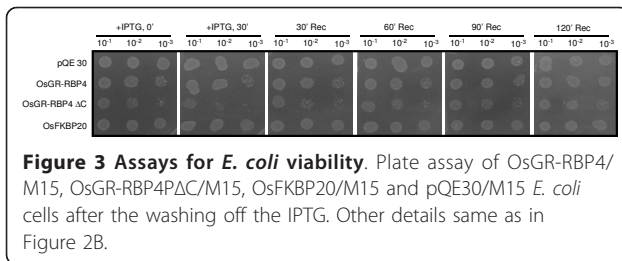 +IPTG, 0' +IPTG, 30' 30' Rec 60' Rec 90' Rec 120' Rec
10-1 10-2 10-3 10-1 10-2 10-3 10-1 10-2 10-3 10-1 10-2 10-3 10-1 10-2 10-3 10-1 10-2 10-3
pQE 30
OsGR-RBP4
OsGR-RBP4 ΔC
OsFKBP20
Figure 3 Assays for E. coli viability. Plate assay of OsGR-RBP4/
M15, OsGR-RBP4PΔC/M15, OsFKBP20/M15 and pQE30/M15 E. coli
cells after the washing off the IPTG. Other details same as in
Figure 2B.